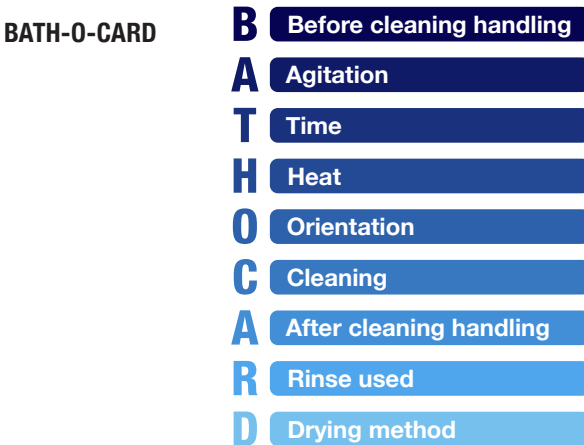 BATH-O-CARD
B Before cleaning handling
A Agitation
T Time
H Heat
O Orientation
C Cleaning
A After cleaning handling
R Rinse used
D Drying method